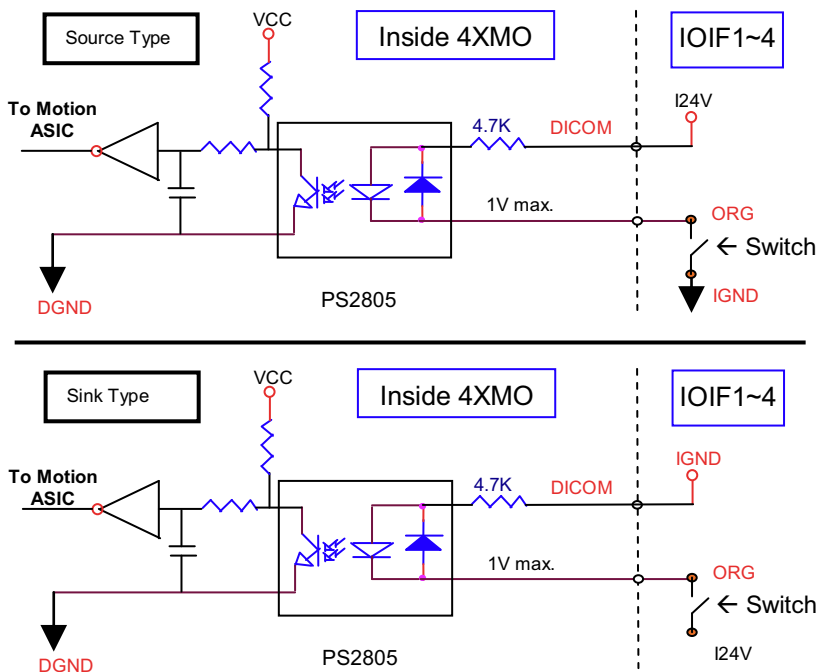 Source Type
VCC
Inside 4XMO
IOIF1~4
To Motion
ASIC
4.7K
DICOM
I24V
1V max.
ORG
← Switch
DGND
PS2805
IGND
Sink Type
VCC
Inside 4XMO
IOIF1~4
To Motion
ASIC
4.7K
DICOM
IGND
1V max.
ORG
← Switch
DGND
PS2805
I24V